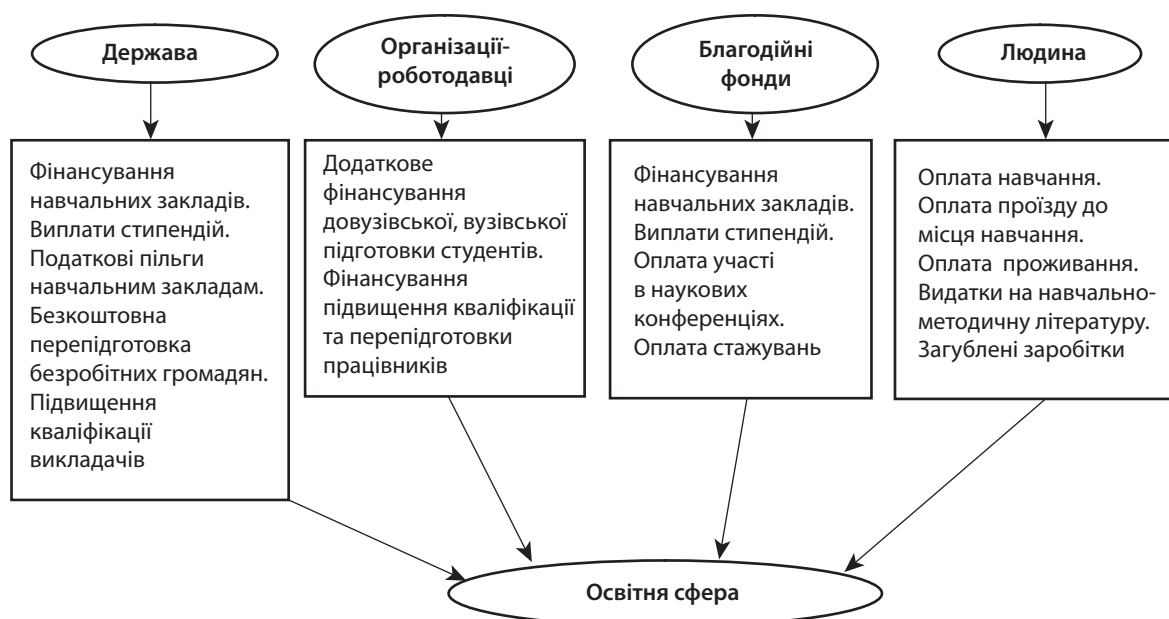 Держава
Організації-
роботодавці
Благодійні
фонди
Людина
Фінансування
навчальних закладів.
Виплати стипендій.
Податкові пільги
навчальним закладам.
Безкоштовна
перепідготовка
безробітних громадян.
Підвищення
кваліфікації
викладачів
Додаткове
фінансування
довузівської, вузівської
підготовки студентів.
Фінансування
підвищення кваліфікації
та перепідготовки
працівників
Фінансування
навчальних закладів.
Виплати стипендій.
Оплата участі
в наукових
конференціях.
Оплата стажувань
Оплата навчання.
Оплата проїзду до
місця навчання.
Оплата проживання.
Видатки на навчально-
методичну літературу.
Загублені заробітки
Освітня сфера